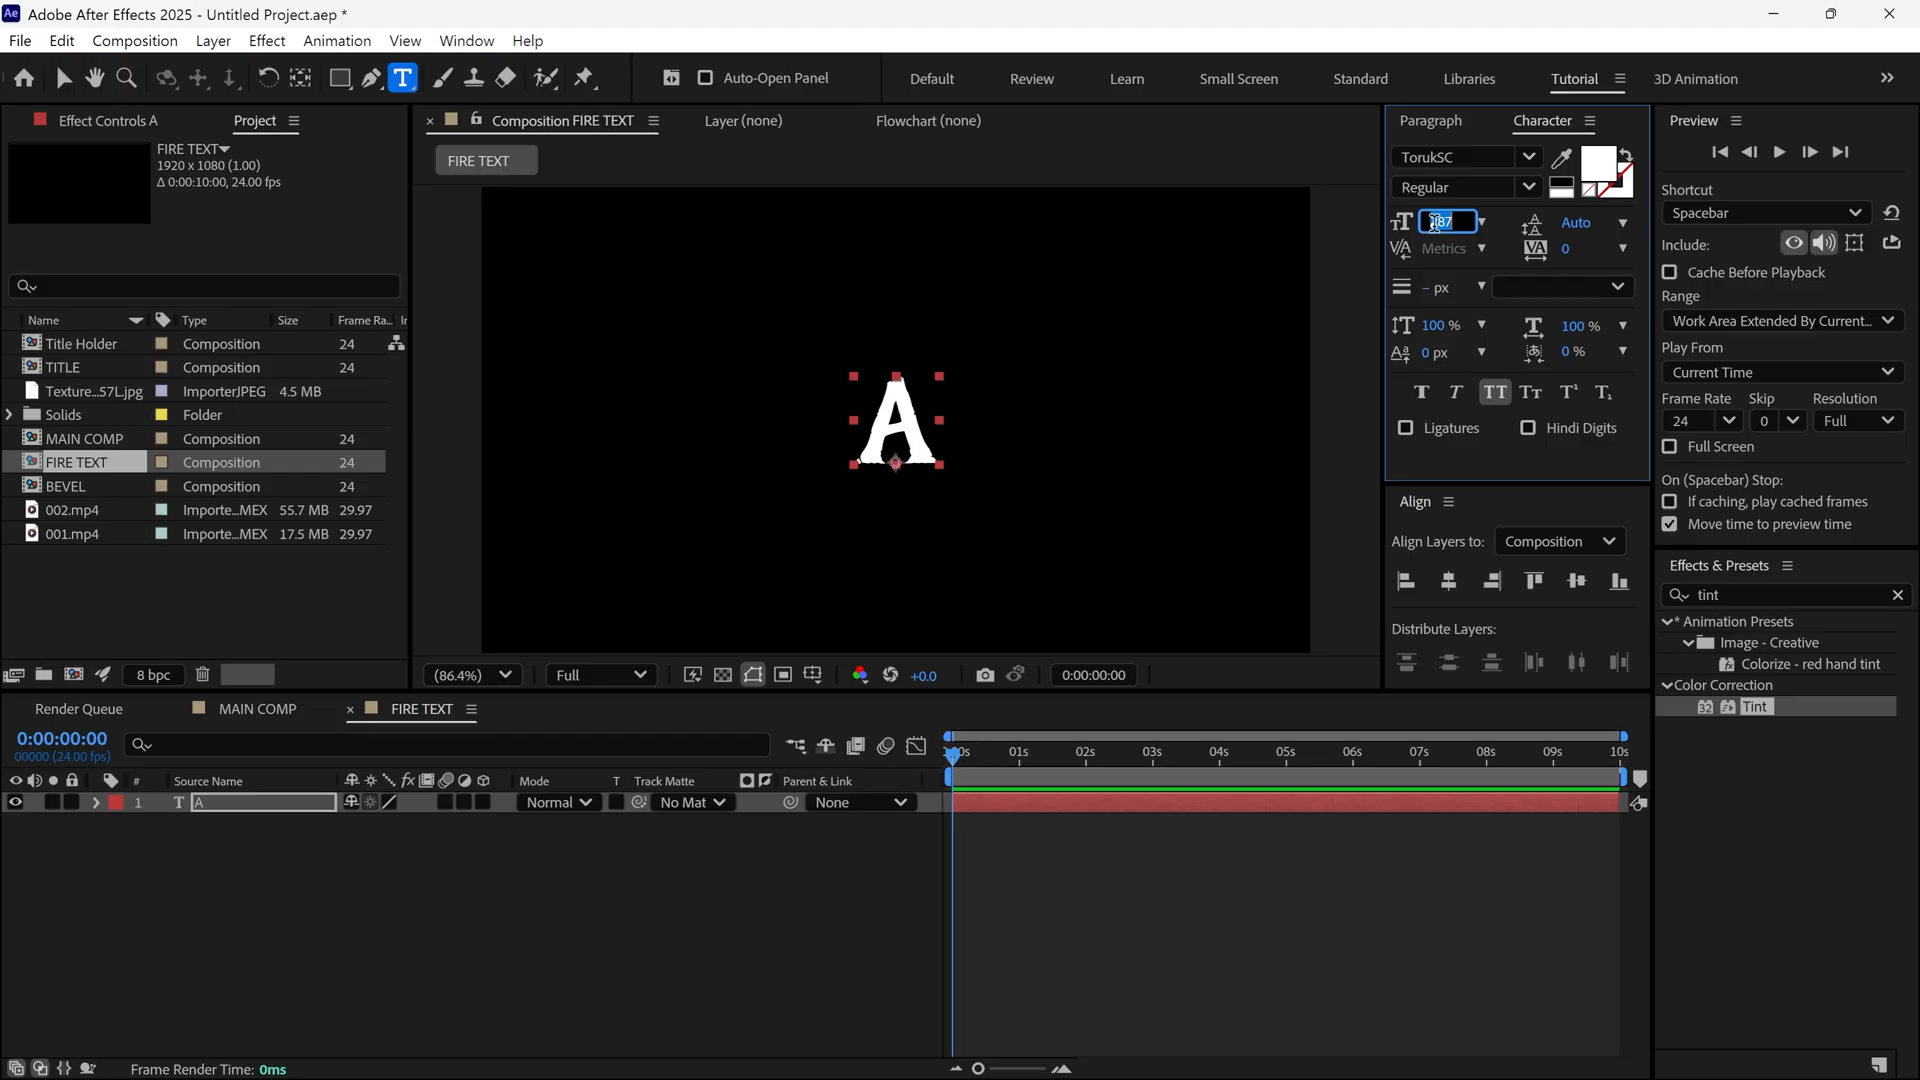 Ae Adobe After Effects 2025 - Untitled Project.aep *
File Edit Composition Layer Effect Animation View Window Help
T Auto-Open Panel Default Review Learn Small Screen Standard Libraries Tutorial 3D Animation
Effect Controls A Project
FIRE TEXT
1920 x 1080 (1.00)
Δ 0:00:10:00, 24.00 fps
Name Type Size Frame Ra...
Title Holder Composition 24
TITLE Composition 24
Texture...57L.jpg ImporterJPEG 4.5 MB
Solids Folder
MAIN COMP Composition 24
FIRE TEXT Composition 24
BEVEL Composition 24
002.mp4 Importe...MEX 55.7 MB 29.97
001.mp4 Importe...MEX 17.5 MB 29.97
8 bpc
Composition FIRE TEXT Layer (none) Flowchart (none)
FIRE TEXT
A
(86.4%) Full +0.0 0:00:00:00
Paragraph Character
TorukSC
Regular
Auto
Metrics 0
– px
100 % 100 %
0 px 0 %
T T TT Tт T¹ T₁
Ligatures Hindi Digits
Align
Align Layers to: Composition
Distribute Layers:
Preview
Shortcut
Spacebar
Include:
Cache Before Playback
Range
Work Area Extended By Current...
Play From
Current Time
Frame Rate Skip Resolution
24 0 Full
Full Screen
On (Spacebar) Stop:
If caching, play cached frames
Move time to preview time
Effects & Presets
tint
* Animation Presets
Image - Creative
Colorize - red hand tint
Color Correction
32 Tint
Render Queue MAIN COMP FIRE TEXT
0:00:00:00
00000 (24.00 fps)
# Source Name fx Mode T Track Matte Parent & Link
1 T A Normal No Mat None
01s 02s 03s 04s 05s 06s 07s 08s 09s 10s
Frame Render Time: 0ms